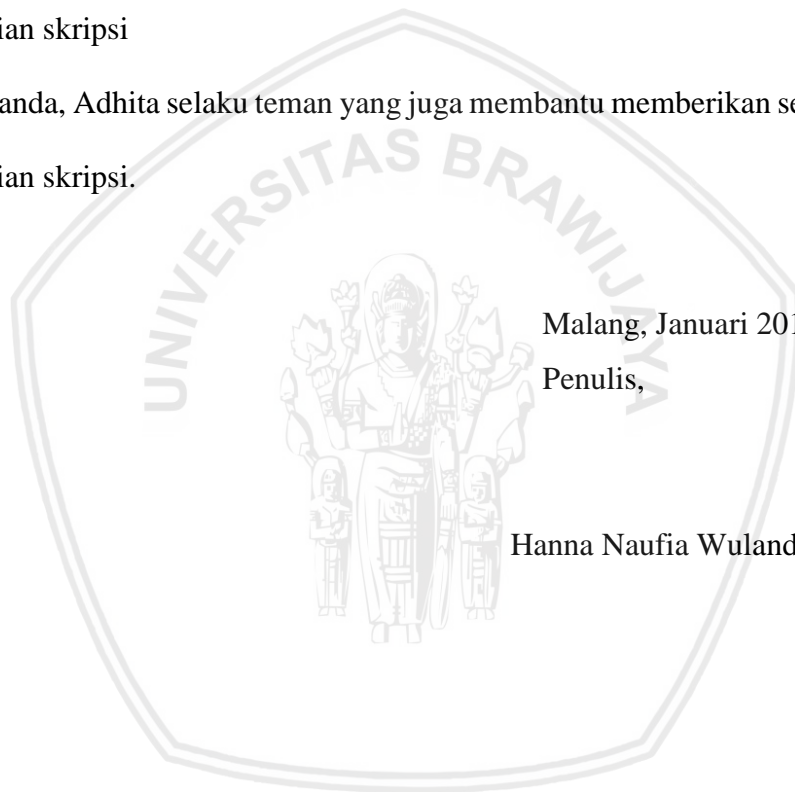 ian skripsi
anda, Adhita selaku teman yang juga membantu memberikan se
ian skripsi.
UNIVERSITAS BRAWIJAYA
Malang, Januari 201
Penulis,
Hanna Naufia Wuland